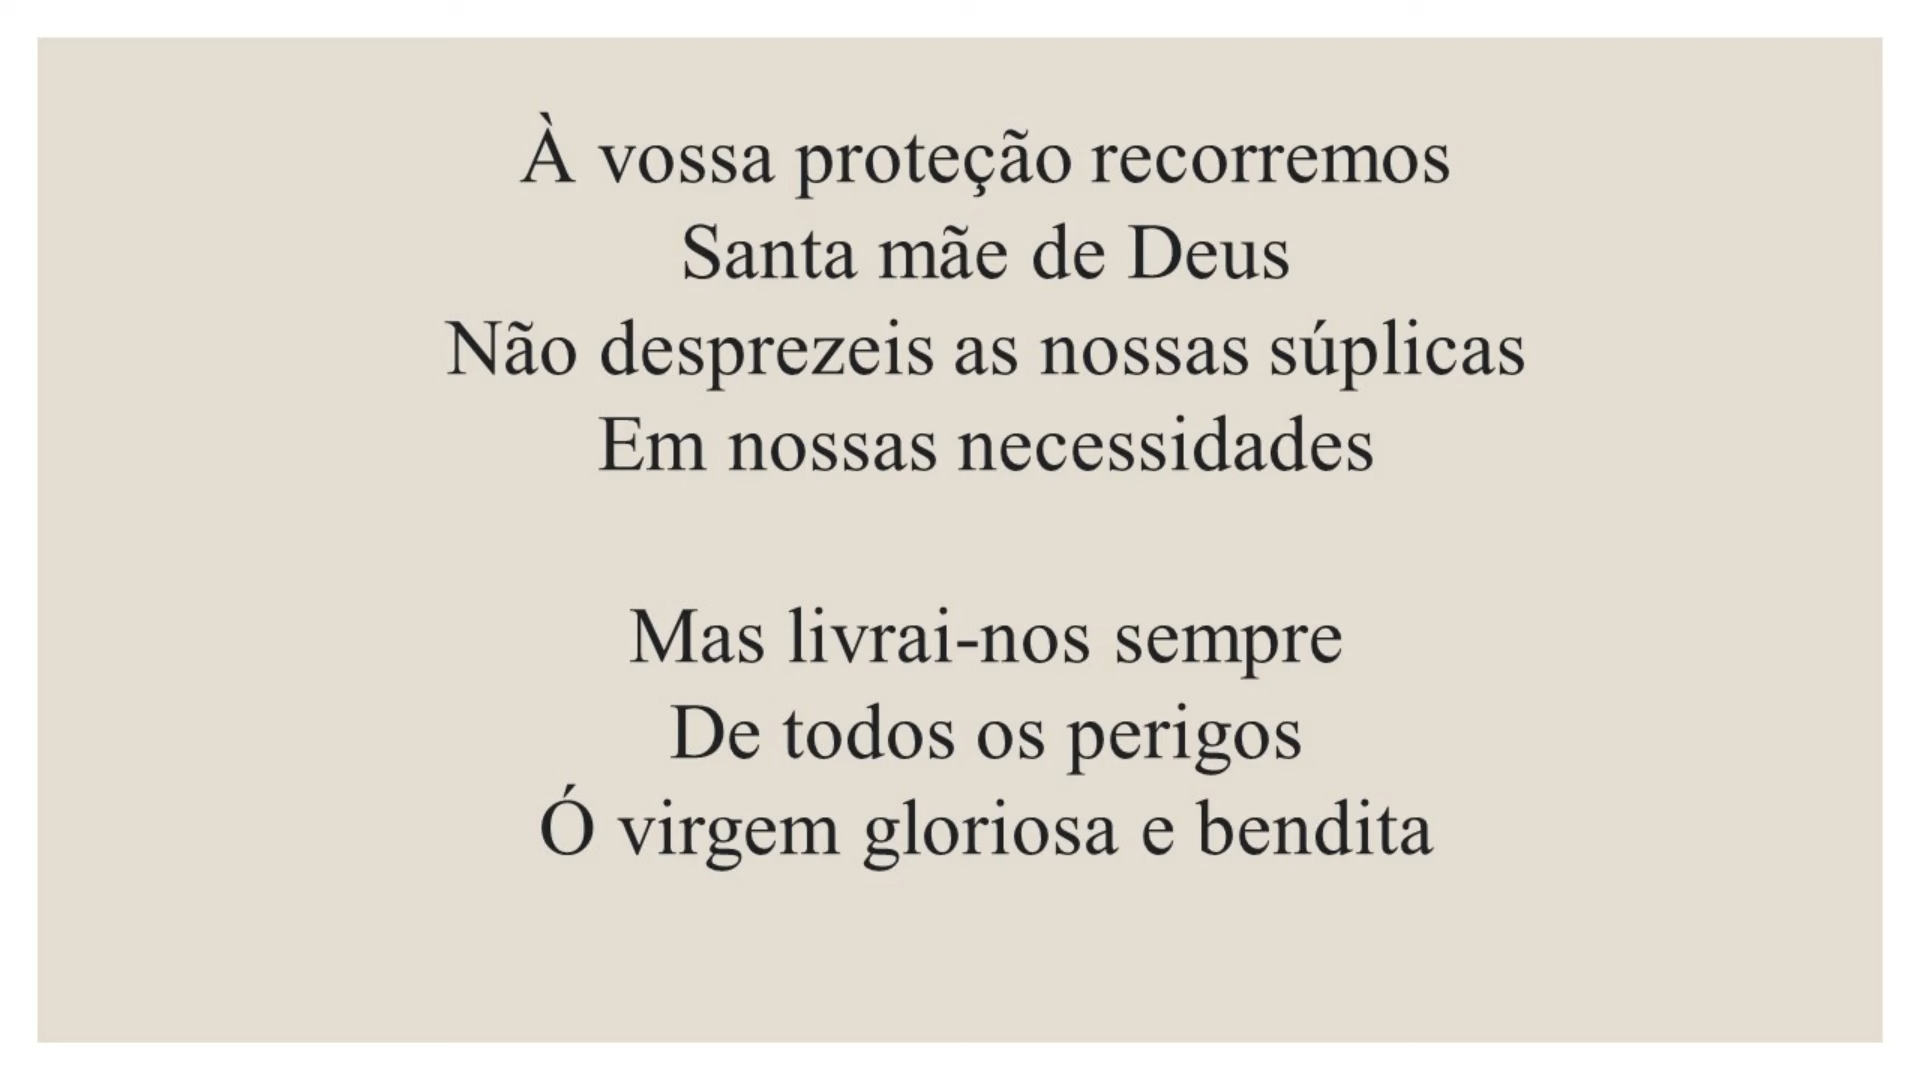 À vossa proteção recorremos
Santa mãe de Deus
Não desprezeis as nossas súplicas
Em nossas necessidades
Mas livrai-nos sempre
De todos os perigos
Ó virgem gloriosa e bendita